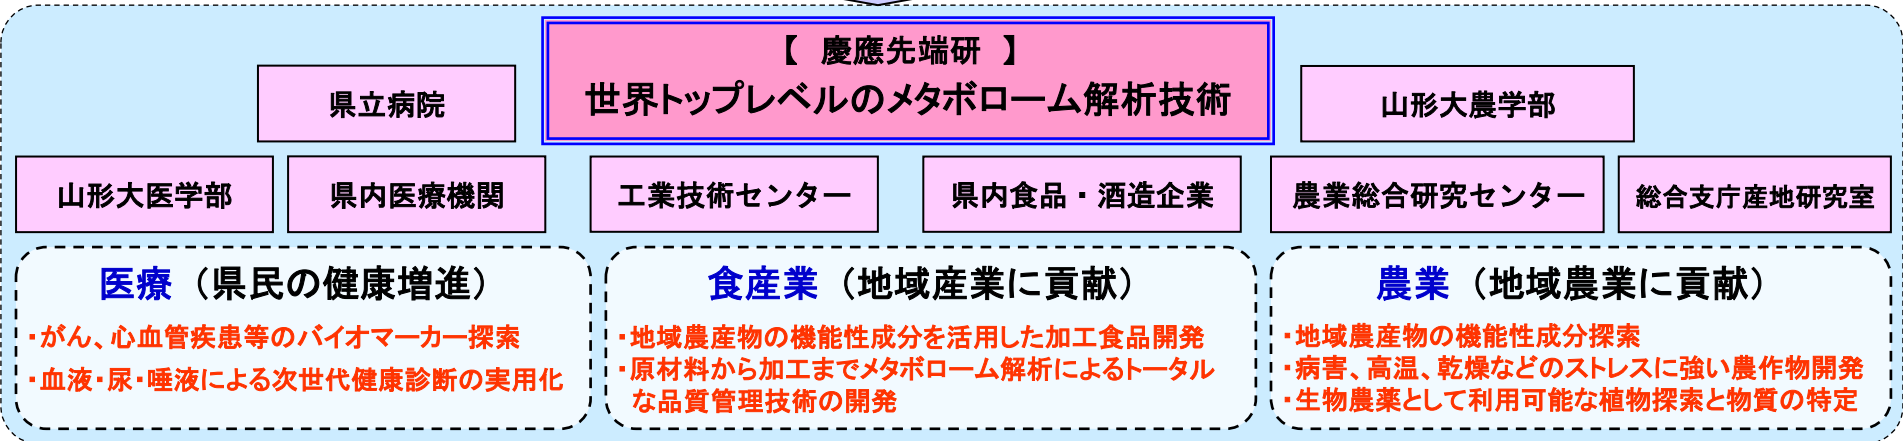 【 慶應先端研 】
世界トップレベルのメタボローム解析技術
県立病院
山形大農学部
山形大医学部
県内医療機関
工業技術センター
県内食品・酒造企業
農業総合研究センター
総合支庁産地研究室
医療（県民の健康増進）
・がん、心血管疾患等のバイオマーカー探索
・血液・尿・唾液による次世代健康診断の実用化
食産業（地域産業に貢献）
・地域農産物の機能性成分を活用した加工食品開発
・原材料から加工までメタボローム解析によるトータル
な品質管理技術の開発
農業（地域農業に貢献）
・地域農産物の機能性成分探索
・病害、高温、乾燥などのストレスに強い農作物開発
・生物農薬として利用可能な植物探索と物質の特定